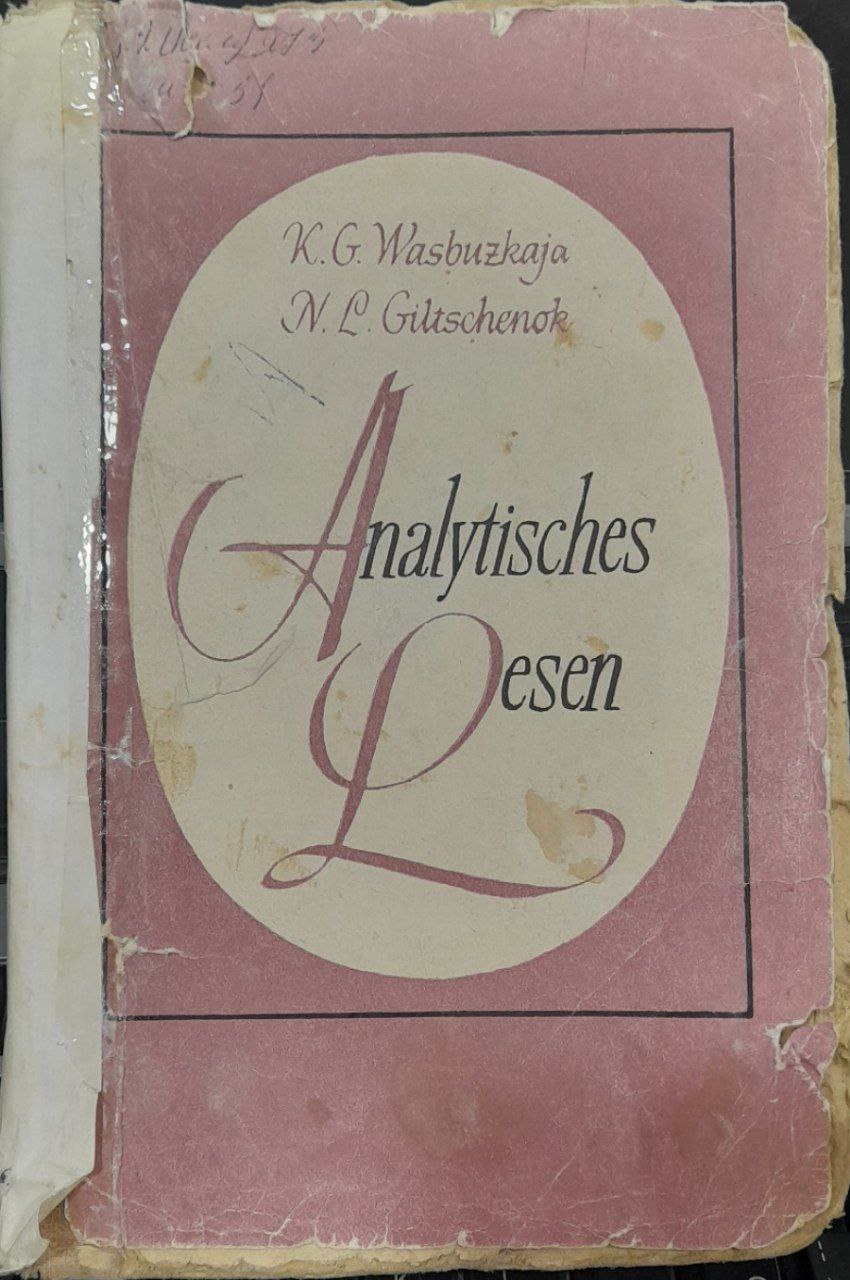 K. G. Wasbuzkaja
N. L. Giltschenok
Analytisches
Lesen